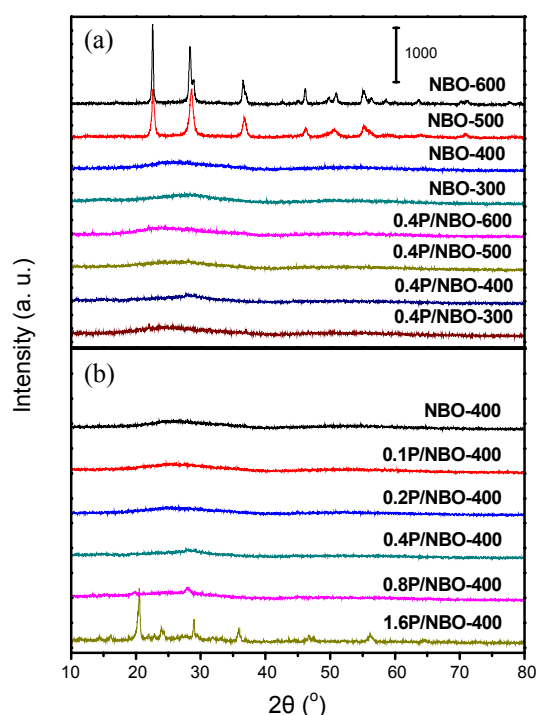 (a)
1000
NBO-600
NBO-500
NBO-400
NBO-300
0.4P/NBO-600
0.4P/NBO-500
0.4P/NBO-400
0.4P/NBO-300
Intensity (a. u.)
(b)
NBO-400
0.1P/NBO-400
0.2P/NBO-400
0.4P/NBO-400
0.8P/NBO-400
1.6P/NBO-400
10 20 30 40 50 60 70 80
2θ (°)